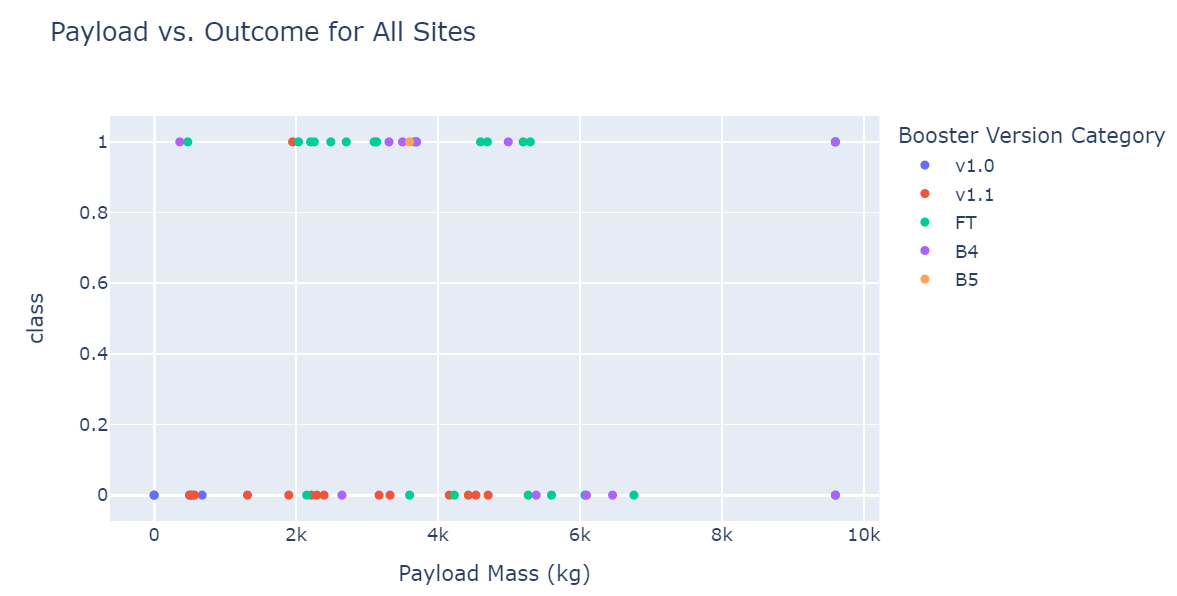 Payload vs. Outcome for All Sites
Booster Version Category
v1.0
v1.1
FT
B4
B5
class
1
0.8
0.6
0.4
0.2
0
0 2k 4k 6k 8k 10k
Payload Mass (kg)